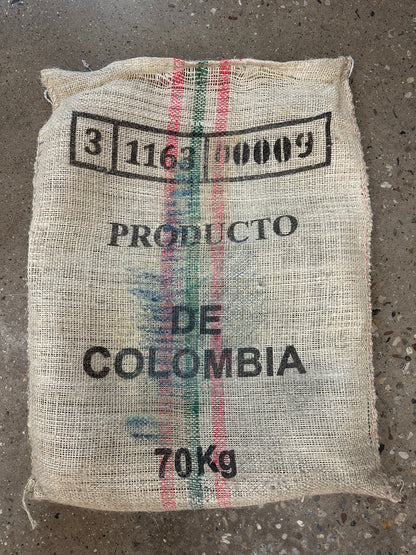 3 1163 00009
PRODUCTO
DE
COLOMBIA
70Kg